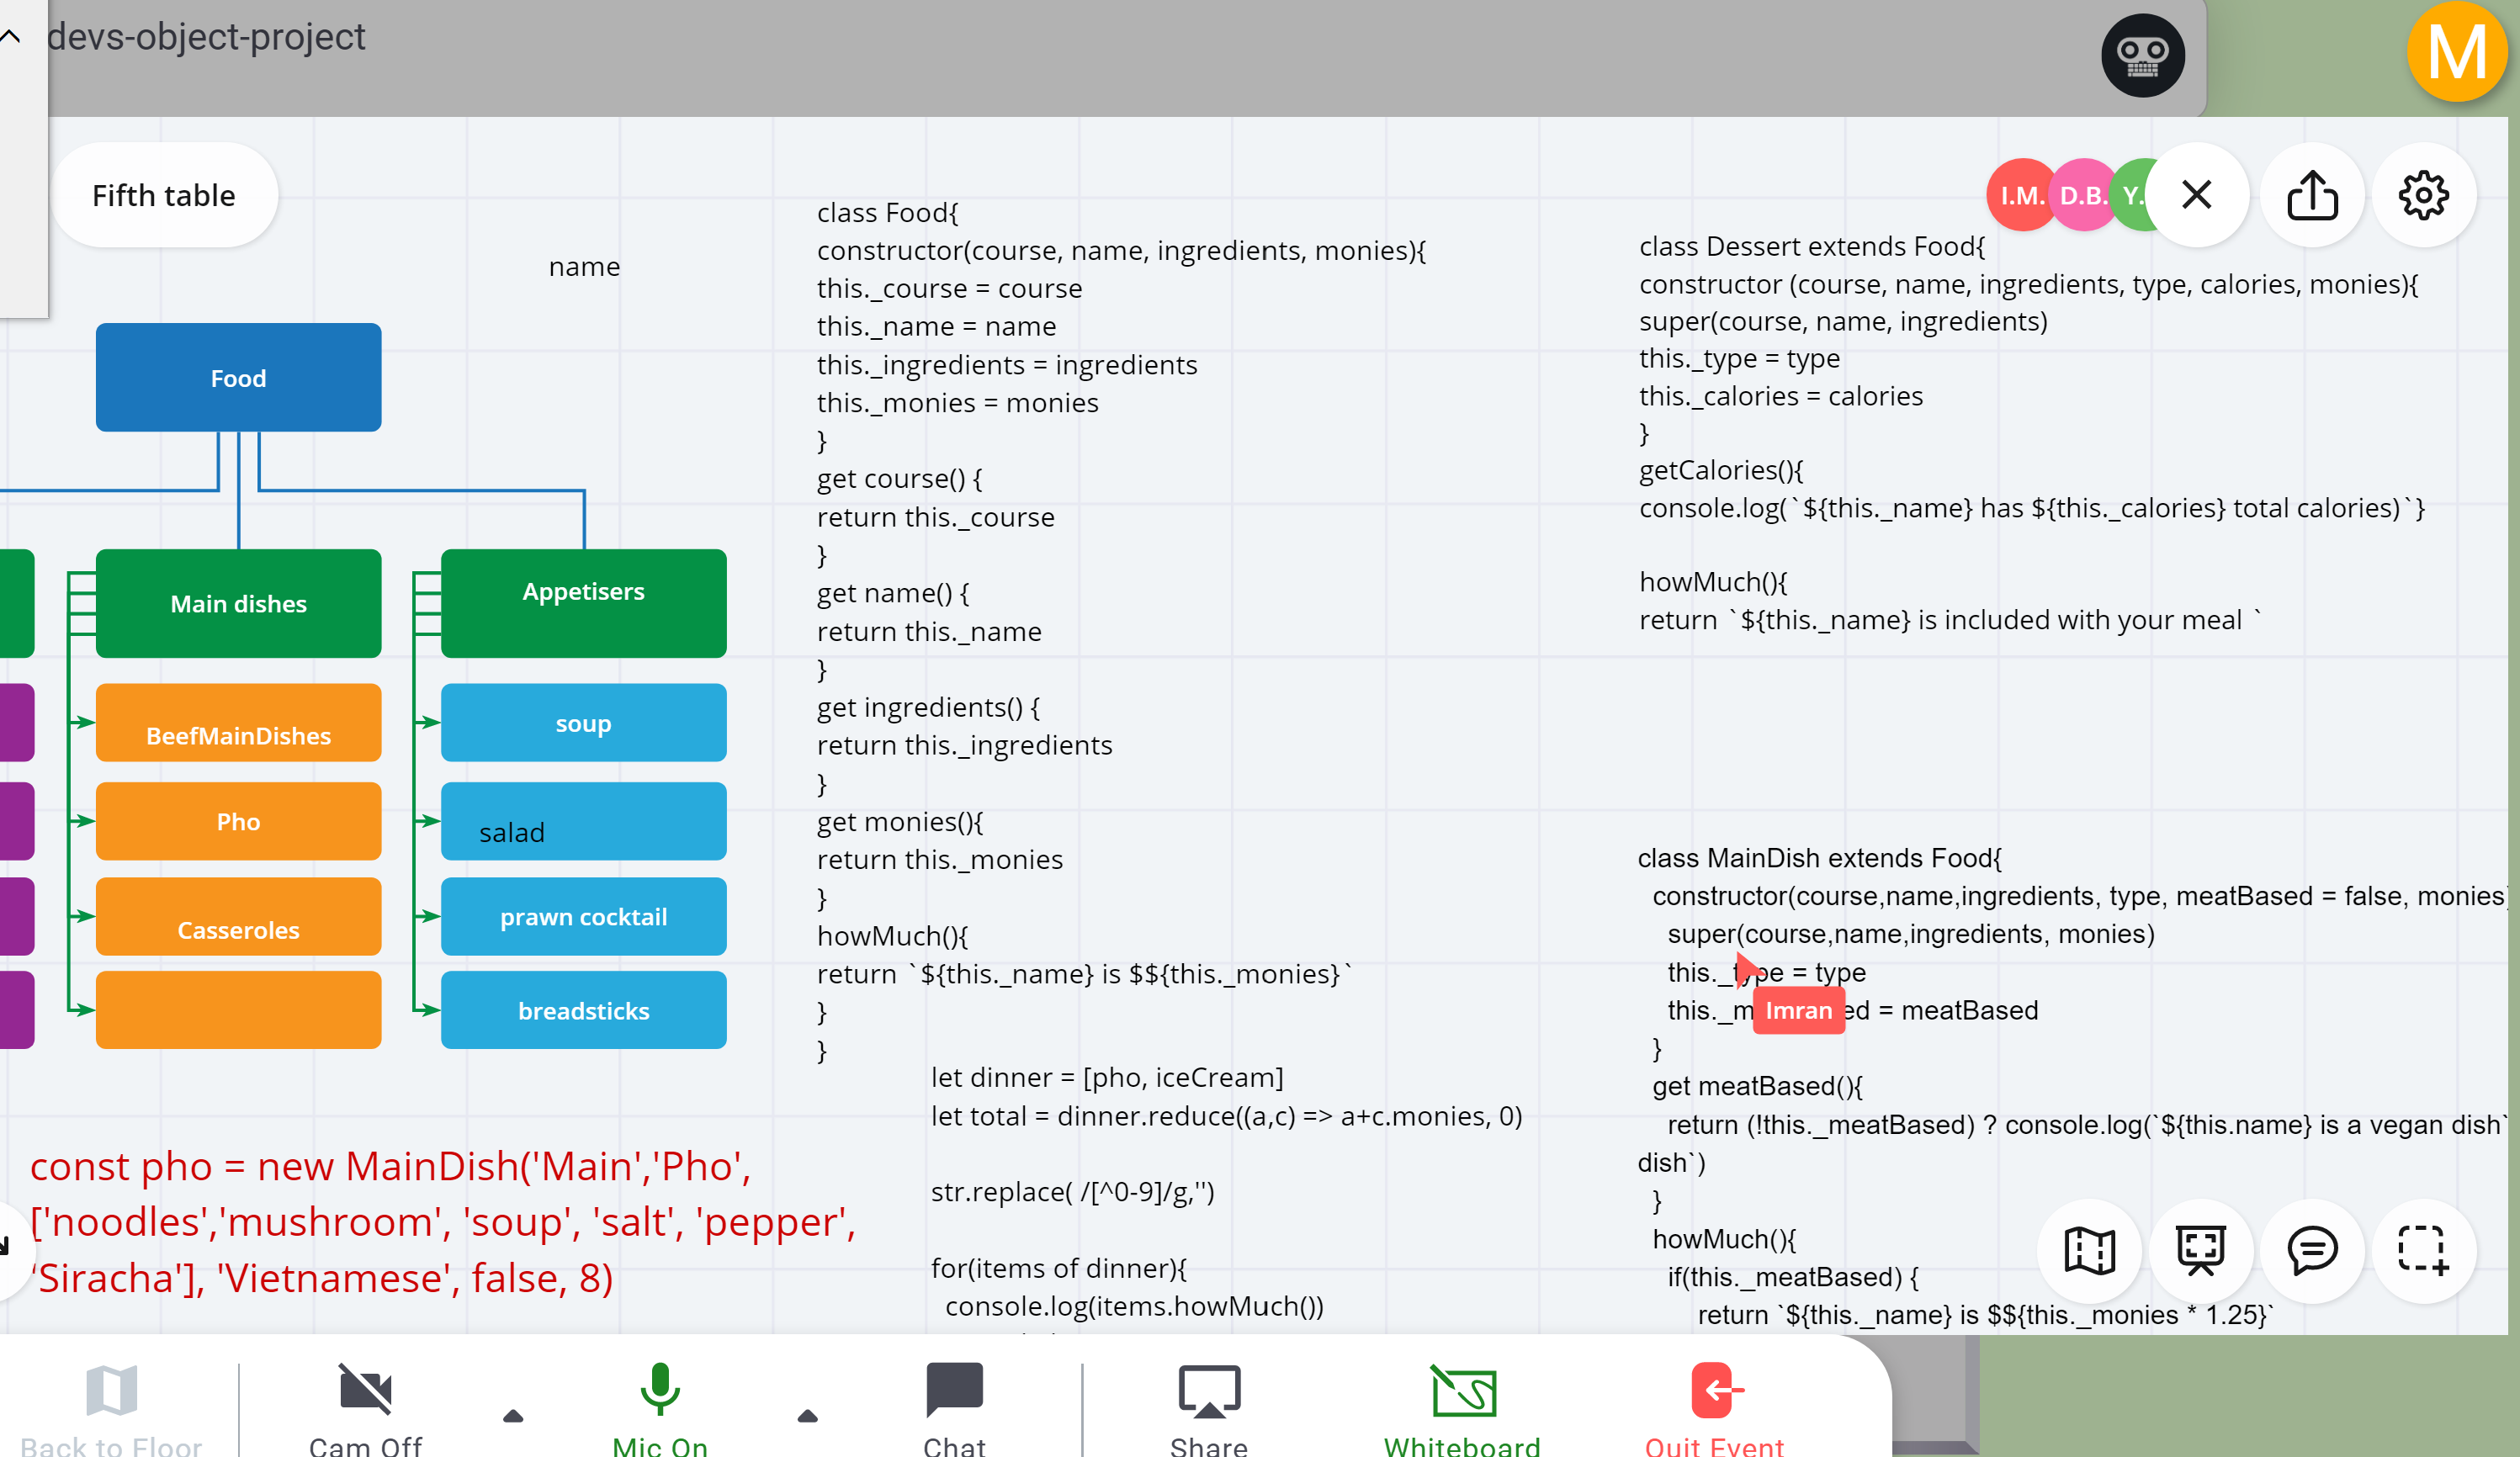 devs-object-project
M
Fifth table
I.M.
D.B.
Y.
name
Food
Main dishes
Appetisers
BeefMainDishes
soup
Pho
salad
Casseroles
prawn cocktail
breadsticks
class Food{
constructor(course, name, ingredients, monies){
this._course = course
this._name = name
this._ingredients = ingredients
this._monies = monies
}
get course() {
return this._course
}
get name() {
return this._name
}
get ingredients() {
return this._ingredients
}
get monies(){
return this._monies
}
howMuch(){
return `${this._name} is $${this._monies}`
}
}
let dinner = [pho, iceCream]
let total = dinner.reduce((a,c) => a+c.monies, 0)
str.replace( /[^0-9]/g,'')
for(items of dinner){
console.log(items.howMuch())
const pho = new MainDish('Main','Pho',
['noodles','mushroom', 'soup', 'salt', 'pepper',
'Siracha'], 'Vietnamese', false, 8)
class Dessert extends Food{
constructor (course, name, ingredients, type, calories, monies){
super(course, name, ingredients)
this._type = type
this._calories = calories
}
getCalories(){
console.log(`${this._name} has ${this._calories} total calories)`}
howMuch(){
return `${this._name} is included with your meal `
class MainDish extends Food{
constructor(course,name,ingredients, type, meatBased = false, monies)
super(course,name,ingredients, monies)
this._type = type
this._m ed = meatBased
Imran
}
get meatBased(){
return (!this._meatBased) ? console.log(`${this.name} is a vegan dish`
dish`)
}
howMuch(){
if(this._meatBased) {
return `${this._name} is $${this._monies * 1.25}`
Back to Floor
Cam Off
Mic On
Chat
Share
Whiteboard
Quit Event